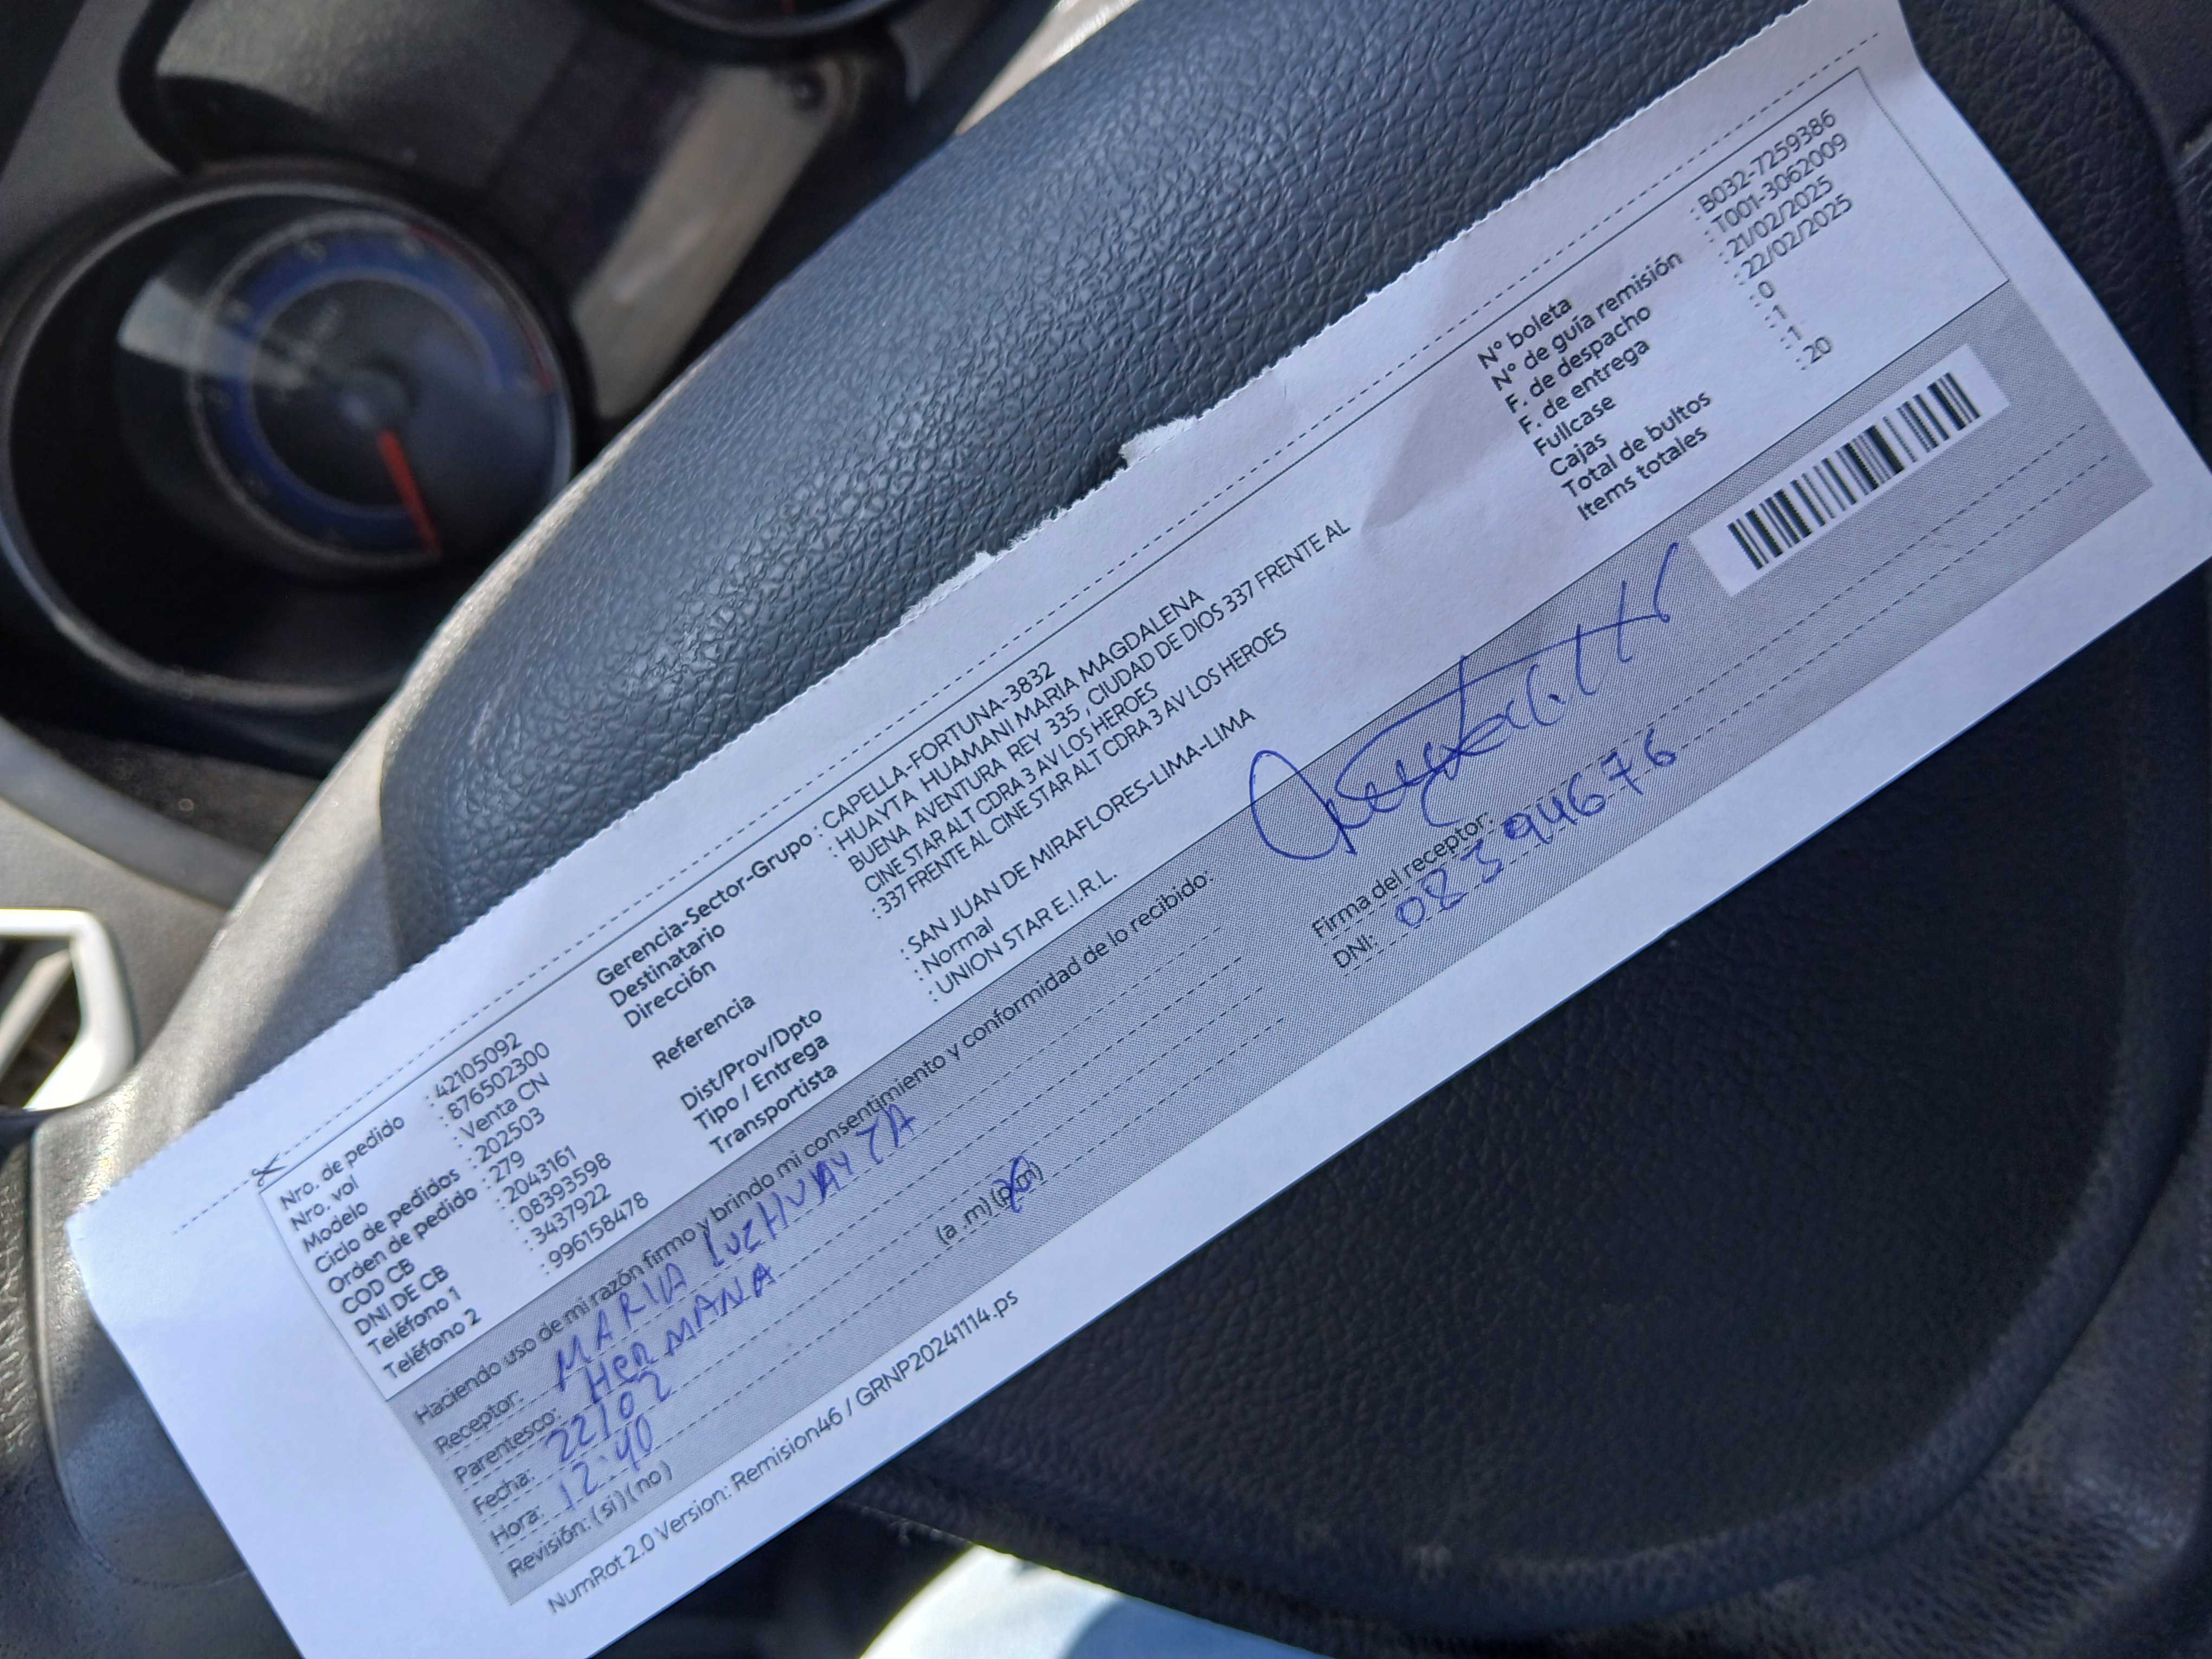 Nro. de pedido : 42105092
Nro. vol : 876502300
Modelo : Venta CN
Ciclo de pedidos : 202503
Orden de pedido : 279
COD CB : 2043161
DNI DE CB : 08393598
Teléfono 1 : 3437922
Teléfono 2 : 996158478
Gerencia-Sector-Grupo : CAPELLA-FORTUNA-3832
Destinatario : HUAYTA HUAMANI MARIA MAGDALENA
Dirección BUENA AVENTURA REY 335 , CIUDAD DE DIOS 337 FRENTE AL
CINE STAR ALT CDRA 3 AV LOS HEROES
Referencia : 337 FRENTE AL CINE STAR ALT CDRA 3 AV LOS HEROES
Dist/Prov/Dpto : SAN JUAN DE MIRAFLORES-LIMA-LIMA
Tipo / Entrega : Normal
Transportista : UNION STAR E.I.R.L.
N° boleta : B032-7259386
N° de guía remisión : T001-3062009
F. de despacho : 21/02/2025
F. de entrega : 22/02/2025
Fullcase : 0
Cajas : 1
Total de bultos : 1
Items totales : 20
Haciendo uso de mi razón firmo y brindo mi consentimiento y conformidad de lo recibido:
Receptor: MARIA LUZ HUAYTA
Parentesco: HERMANA
Fecha: 22/02
Hora: 12:40 (a .m) (p.m)
Revisión: (si) (no)
Firma del receptor:
DNI: 08394676
NumRot 2.0 Version: Remision46 / GRNP20241114.ps